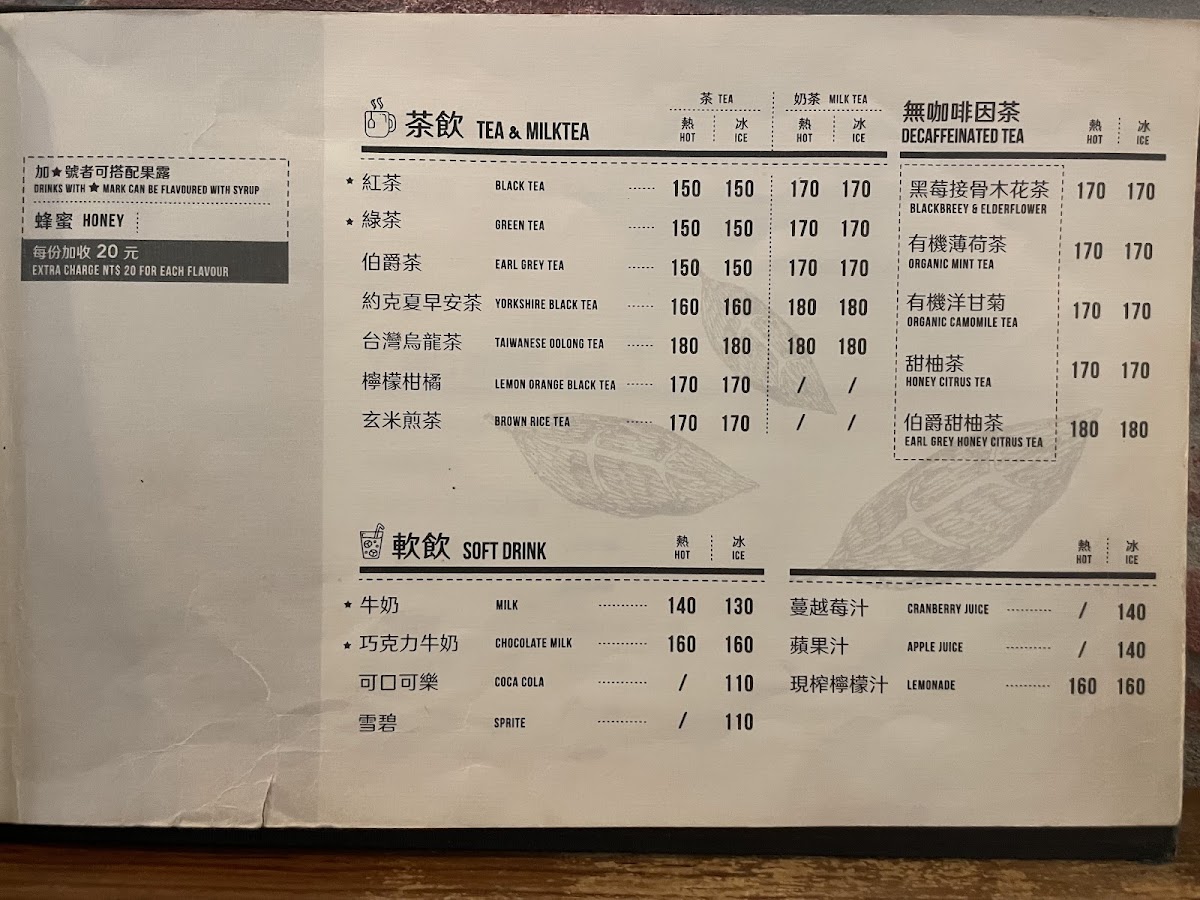 加★號者可搭配果露
DRINKS WITH ★ MARK CAN BE FLAVOURED WITH SYRUP
蜂蜜 HONEY
每份加收 20 元
EXTRA CHARGE NT$ 20 FOR EACH FLAVOUR
茶飲 TEA & MILKTEA
茶 TEA 奶茶 MILK TEA
熱 冰 熱 冰
HOT ICE HOT ICE
★ 紅茶 BLACK TEA ...... 150 150 170 170
★ 綠茶 GREEN TEA ...... 150 150 170 170
伯爵茶 EARL GREY TEA ...... 150 150 170 170
約克夏早安茶 YORKSHIRE BLACK TEA ...... 160 160 180 180
台灣烏龍茶 TAIWANESE OOLONG TEA ...... 180 180 180 180
檸檬柑橘 LEMON ORANGE BLACK TEA ...... 170 170 / /
玄米煎茶 BROWN RICE TEA ...... 170 170 / /
無咖啡因茶
DECAFFEINATED TEA
熱 冰
HOT ICE
黑莓接骨木花茶 170 170
BLACKBREEY & ELDERFLOWER
有機薄荷茶 170 170
ORGANIC MINT TEA
有機洋甘菊 170 170
ORGANIC CAMOMILE TEA
甜柚茶 170 170
HONEY CITRUS TEA
伯爵甜柚茶 180 180
EARL GREY HONEY CITRUS TEA
軟飲 SOFT DRINK
熱 冰
HOT ICE
★ 牛奶 MILK .......... 140 130
★ 巧克力牛奶 CHOCOLATE MILK .......... 160 160
可口可樂 COCA COLA .......... / 110
雪碧 SPRITE .......... / 110
熱 冰
HOT ICE
蔓越莓汁 CRANBERRY JUICE .......... / 140
蘋果汁 APPLE JUICE .......... / 140
現榨檸檬汁 LEMONADE .......... 160 160